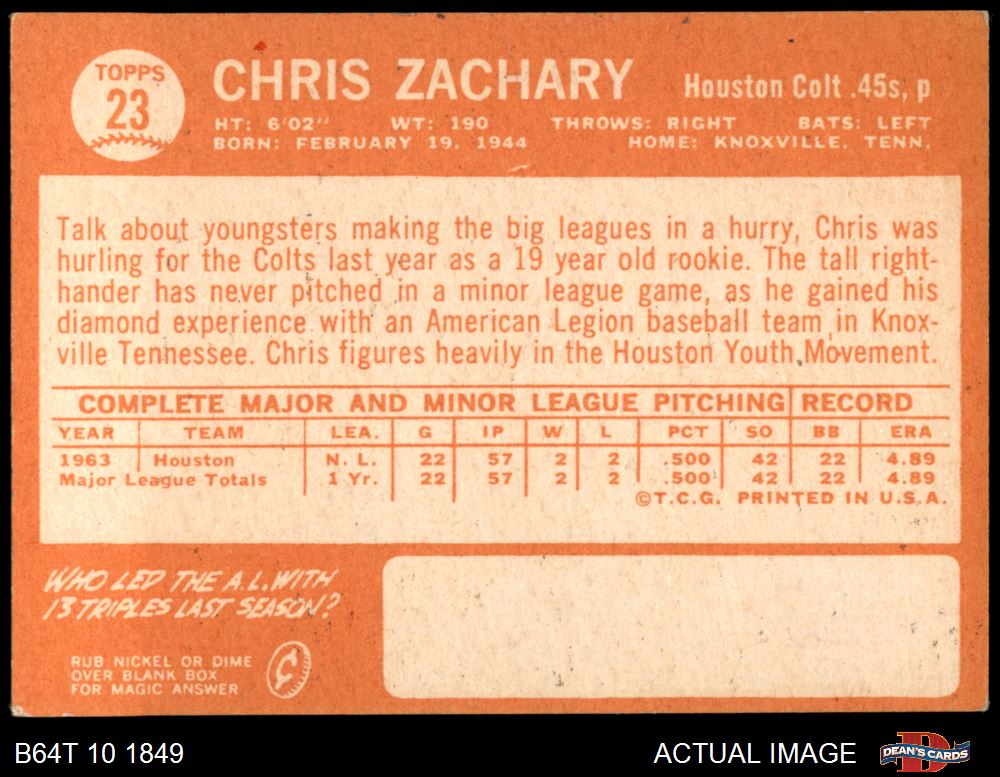 TOPPS
23
CHRIS ZACHARY
Houston Colt .45s, p
HT: 6'02" WT: 190 THROWS: RIGHT BATS: LEFT
BORN: FEBRUARY 19, 1944 HOME: KNOXVILLE, TENN.
Talk about youngsters making the big leagues in a hurry, Chris was
hurling for the Colts last year as a 19 year old rookie. The tall right-
hander has never pitched in a minor league game, as he gained his
diamond experience with an American Legion baseball team in Knox-
ville Tennessee. Chris figures heavily in the Houston Youth Movement.
COMPLETE MAJOR AND MINOR LEAGUE PITCHING RECORD
YEAR TEAM LEA. G IP W L PCT SO BB ERA
1963 Houston N. L. 22 57 2 2 .500 42 22 4.89
Major League Totals 1 Yr. 22 57 2 2 .500 42 22 4.89
©T.C.G. PRINTED IN U.S.A.
WHO LED THE A.L. WITH
13 TRIPLES LAST SEASON?
RUB NICKEL OR DIME
OVER BLANK BOX
FOR MAGIC ANSWER
¢
B64T 10 1849
ACTUAL IMAGE
D
DEAN'S CARDS